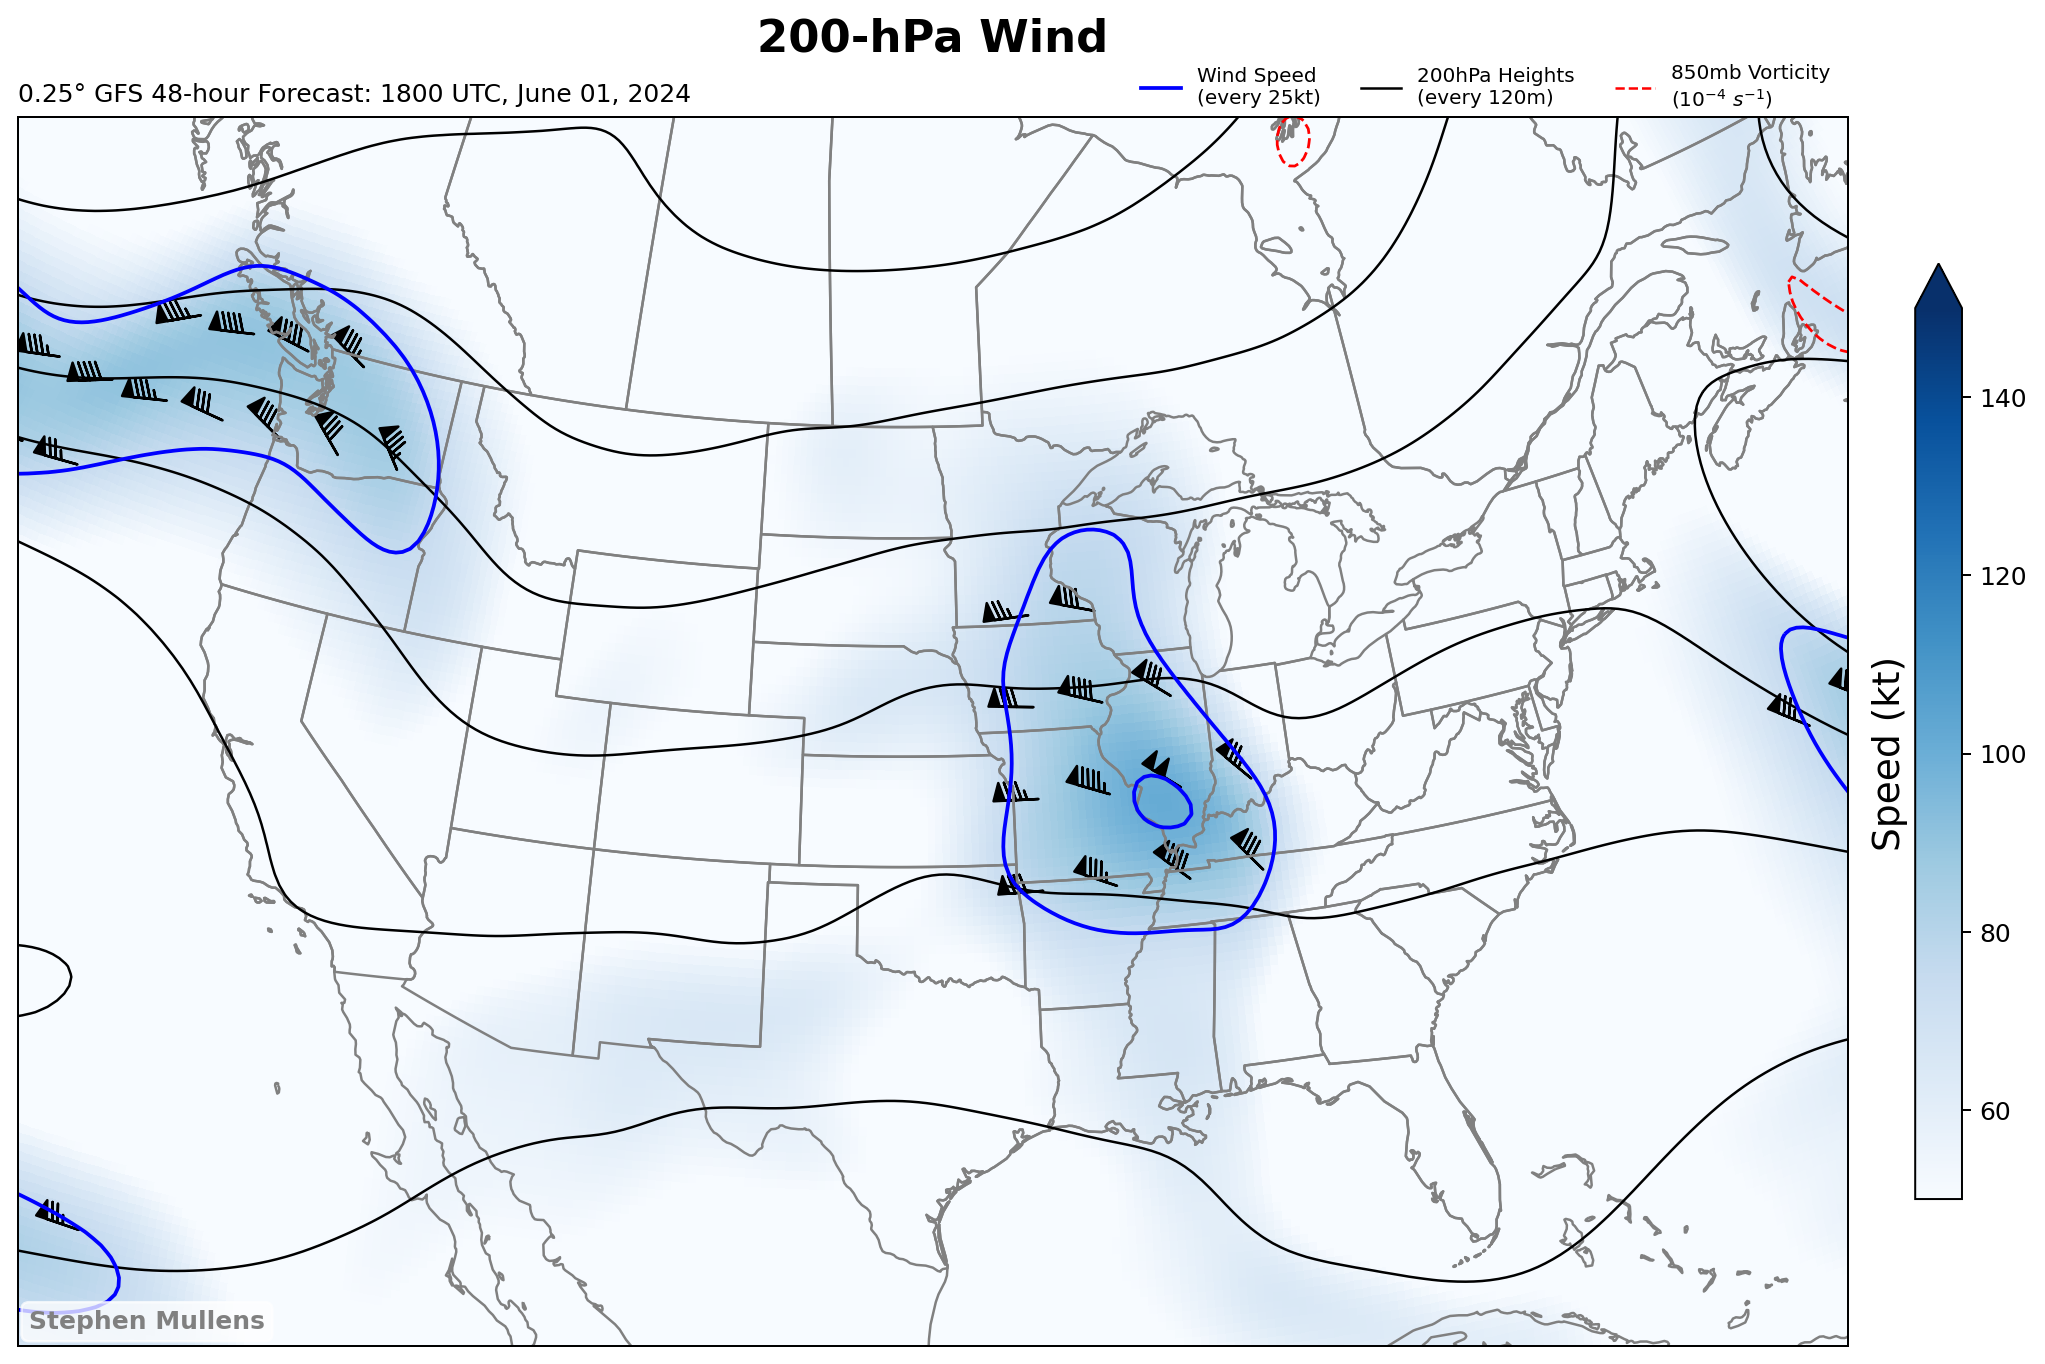 200-hPa Wind
0.25° GFS 48-hour Forecast: 1800 UTC, June 01, 2024
Wind Speed
(every 25kt)
200hPa Heights
(every 120m)
850mb Vorticity
(10⁻⁴ s⁻¹)
140
120
100
80
60
Speed (kt)
Stephen Mullens